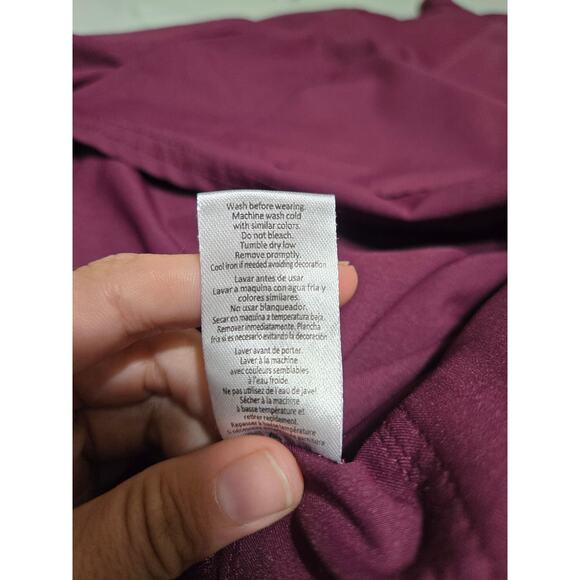 Wash before wearing.
Machine wash cold
with similar colors.
Do not bleach.
Tumble dry low
Remove promptly.
Cool iron if needed avoiding decoration
Lavar antes de usar.
Lavar a maquina con agua fria y
colores similares.
No usar blanqueador.
Secar en maquina a temperatura baja.
Remover inmediatamente. Plancha
fria si es necesario evitando la decoración
Laver avant de porter.
Laver à la machine
avec couleurs semblables
à l'eau froide.
Ne pas utilisez de l'eau de javel
Sécher à la machine
à basse température et
retirer rapidement.
Repasser à basse température